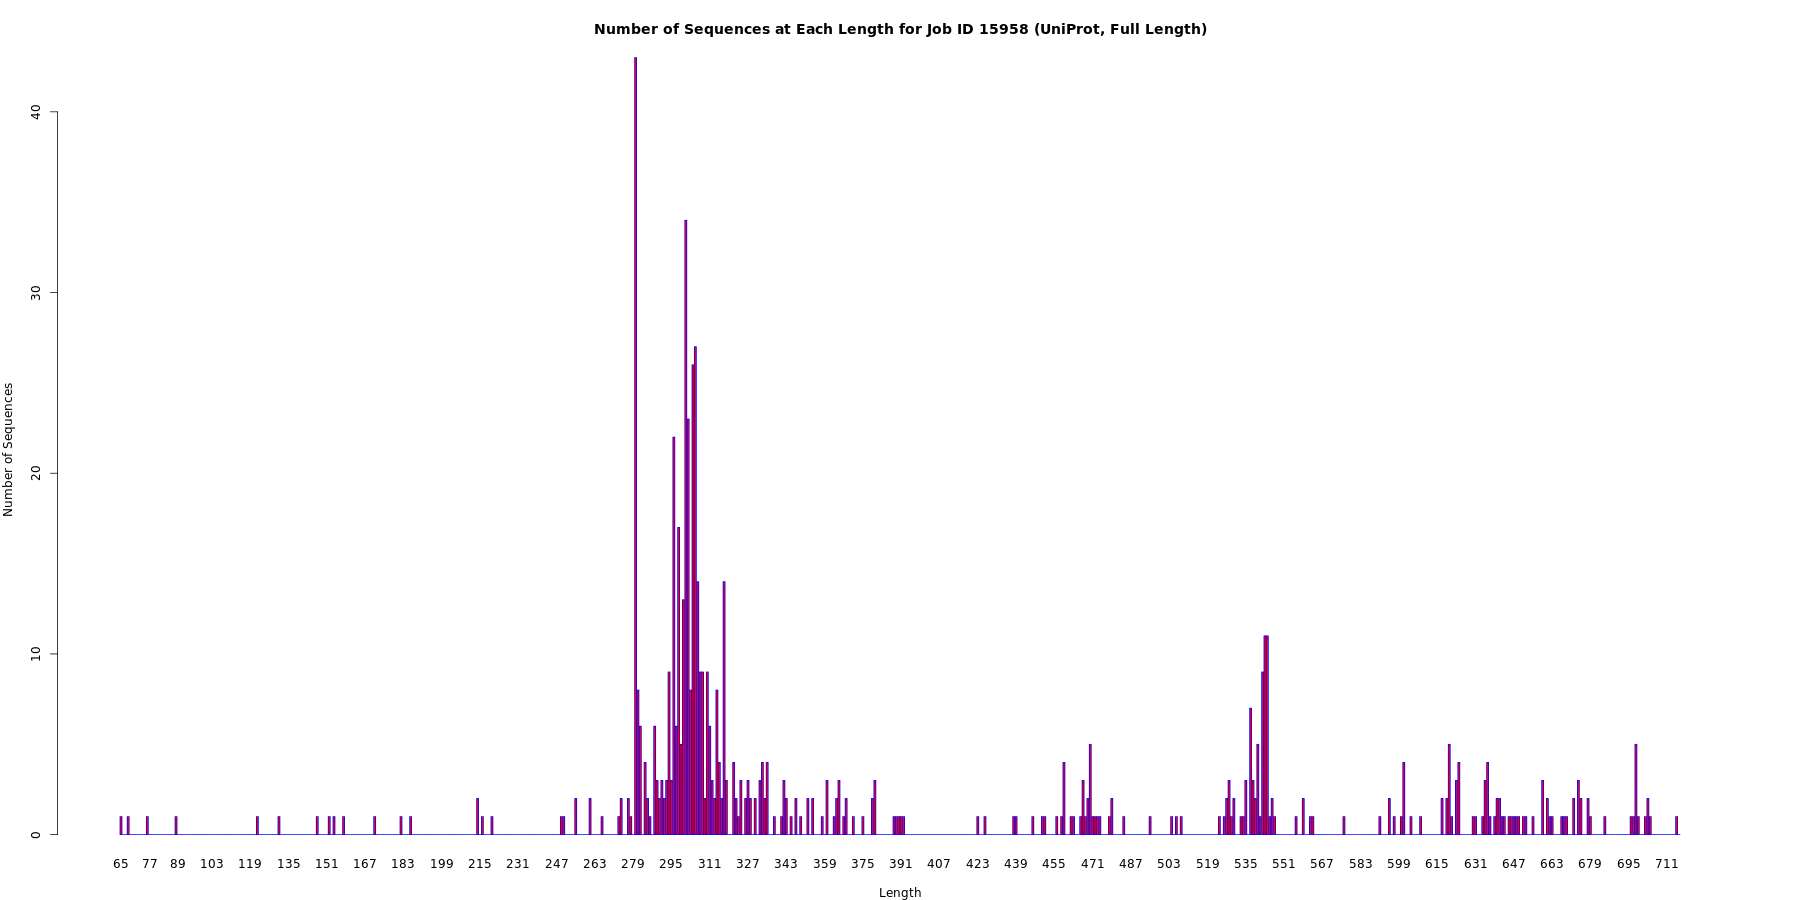 Number of Sequences at Each Length for Job ID 15958 (UniProt, Full Length)
Number of Sequences
40
30
20
10
0
65 77 89 103 119 135 151 167 183 199 215 231 247 263 279 295 311 327 343 359 375 391 407 423 439 455 471 487 503 519 535 551 567 583 599 615 631 647 663 679 695 711
Length